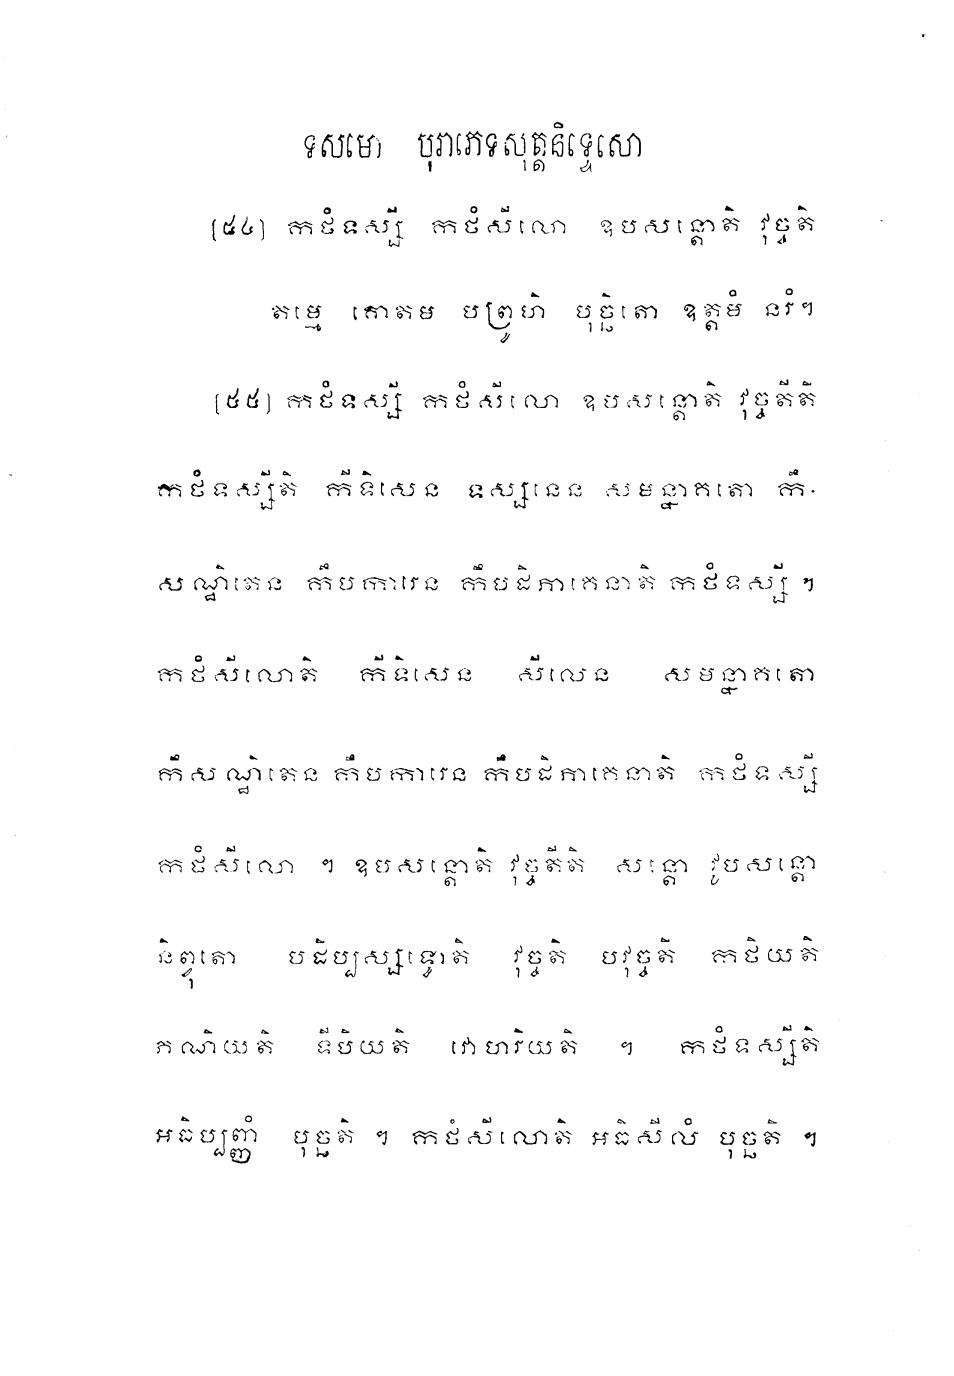 ទសមោ បុរាភេទសុត្តនិទ្ទេសោ
(៥៤) កថំទស្សី កថំសីលោ ឧបសន្តោតិ វុច្ចតិ
តម្មេ គោតម បព្រូហិ បុច្ឆិតោ ឧត្តមំ នរំ។
(៥៥) កថំទស្សី កថំសីលោ ឧបសន្តោតិ វុច្ចតីតិ
កថំទស្សីតិ កីទិសេន ទស្សនេន សមន្នាគតោ កឹ-
សណ្ឋិតេន កឹបការេន កឹបដិភាគេនាតិ កថំទស្សី ។
កថំសីលោតិ កីទិសេន សីលេន សមន្នាគតោ
កឹសណ្ឋិតេន កឹបការេន កឹបដិភាគេនាតិ កថំទស្សី
កថំសីលោ ។ ឧបសន្តោតិ វុច្ចតីតិ សន្តោ វូបសន្តោ
និព្វុតោ បដិប្បស្សទ្ធោតិ វុច្ចតិ បវុច្ចតិ កថិយតិ
ភណិយតិ ទីបិយតិ វោហរិយតិ ។ កថំទស្សីតិ
អធិប្បញ្ញំ បុច្ឆតិ ។ កថំសីលោតិ អធិសីលំ បុច្ឆតិ ។